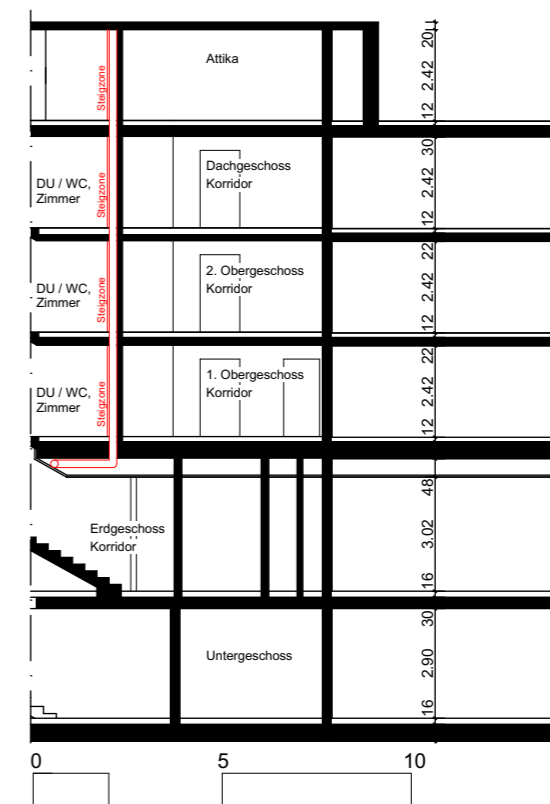 Attika
Steigzone
20
2.42
12
DU / WC,
Zimmer
Steigzone
Dachgeschoss
Korridor
30
2.42
12
DU / WC,
Zimmer
Steigzone
2. Obergeschoss
Korridor
22
2.42
12
DU / WC,
Zimmer
Steigzone
1. Obergeschoss
Korridor
22
2.42
12
Erdgeschoss
Korridor
48
3.02
16
Untergeschoss
30
2.90
16
0 5 10